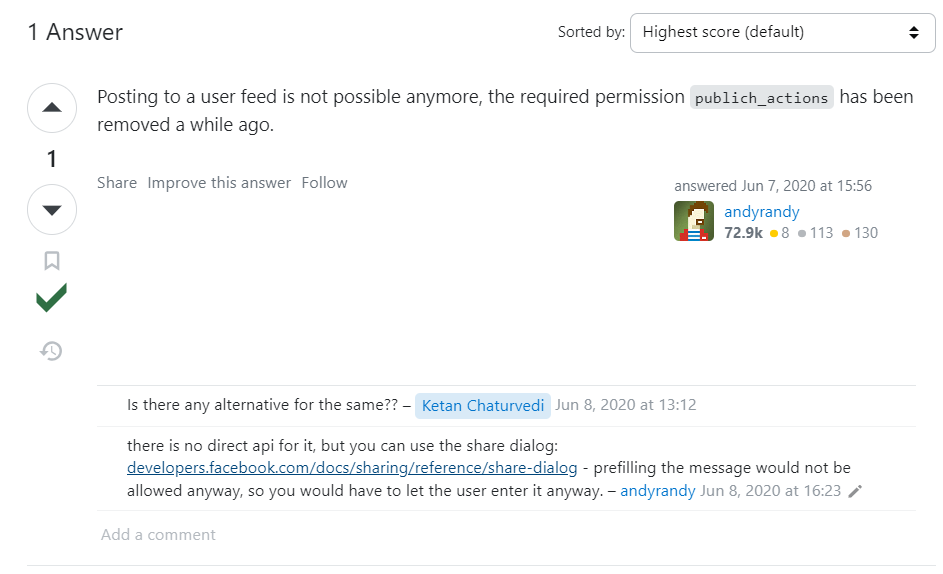 1 Answer
Sorted by: Highest score (default)
Posting to a user feed is not possible anymore, the required permission publich_actions has been
removed a while ago.
1
Share Improve this answer Follow
answered Jun 7, 2020 at 15:56
andyrandy
72.9k 8 113 130
Is there any alternative for the same?? – Ketan Chaturvedi Jun 8, 2020 at 13:12
there is no direct api for it, but you can use the share dialog:
developers.facebook.com/docs/sharing/reference/share-dialog - prefilling the message would not be
allowed anyway, so you would have to let the user enter it anyway. – andyrandy Jun 8, 2020 at 16:23
Add a comment